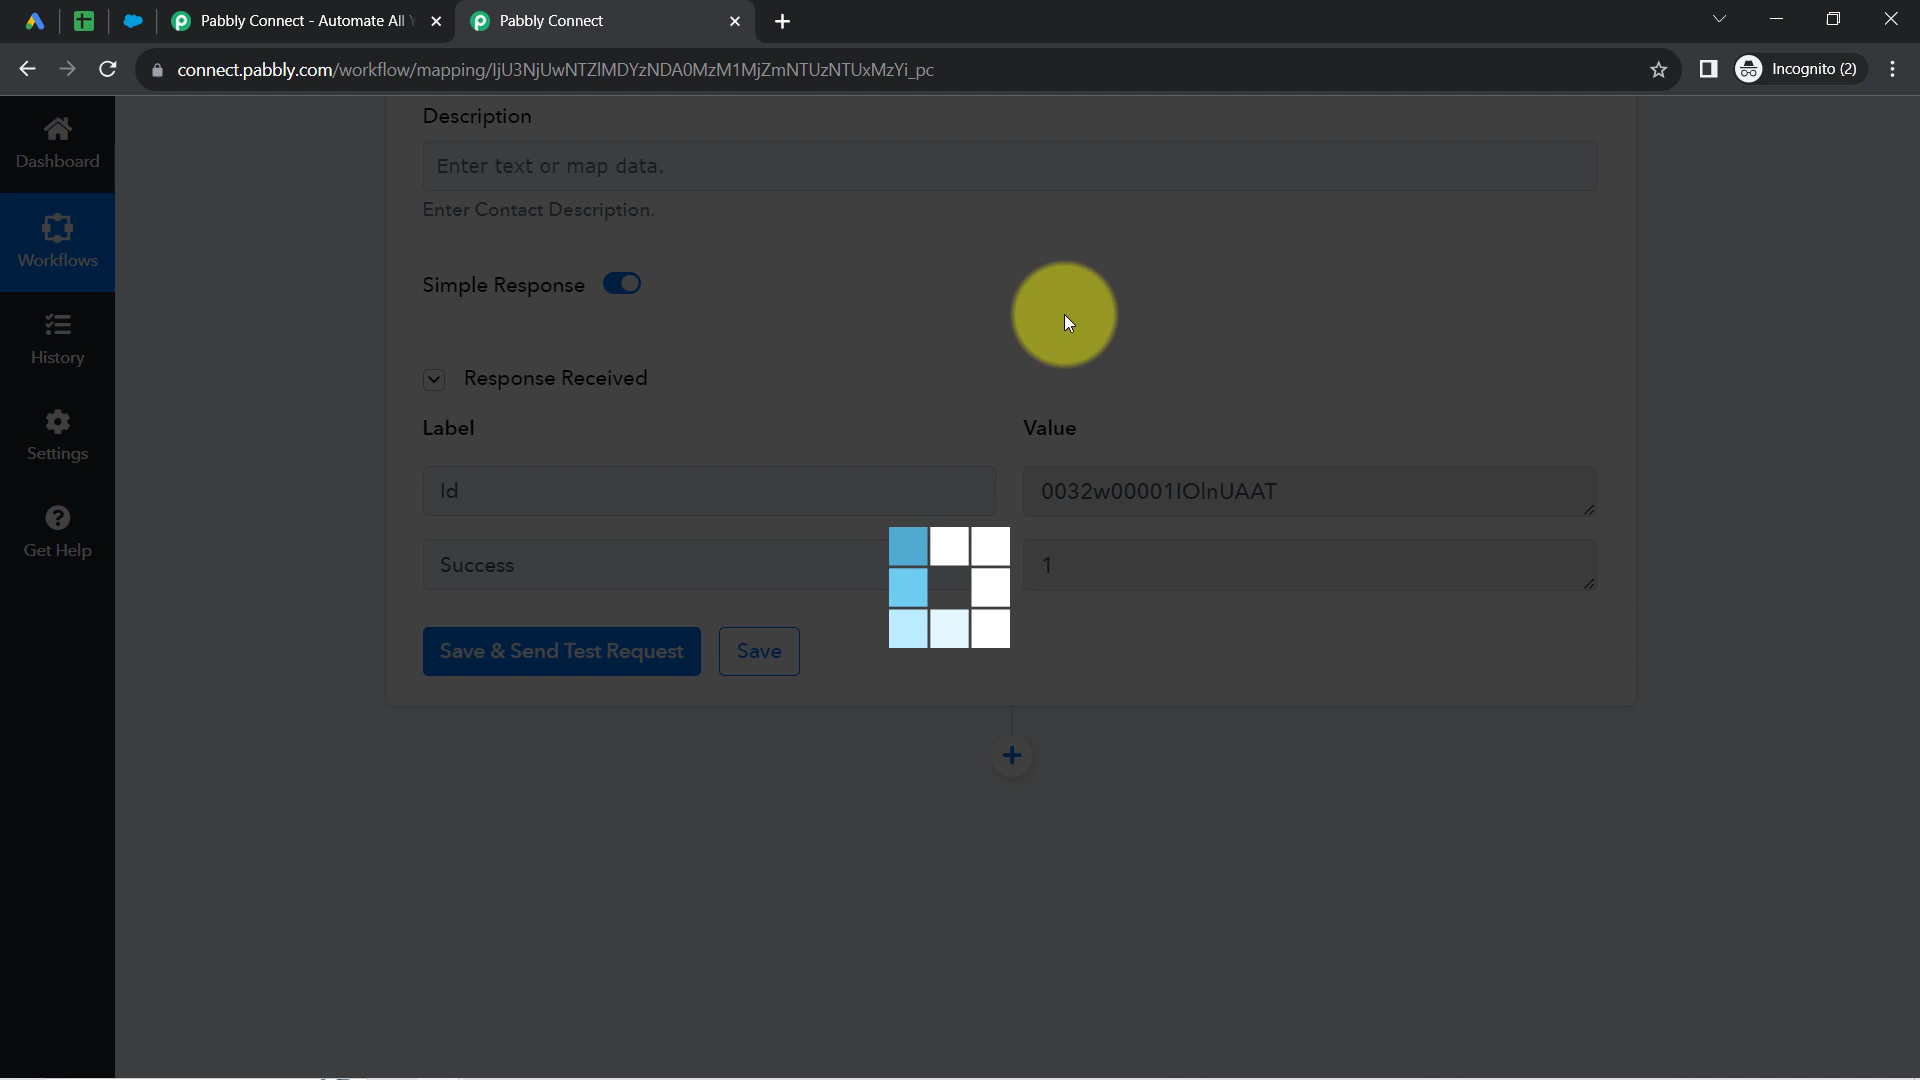 Pabbly Connect - Automate All
Pabbly Connect
connect.pabbly.com/workflow/mapping/IjU3NjUwNTZlMDYzNDA0MzM1MjZmNTUzNTUxMzYi_pc
Incognito (2)
Dashboard
Workflows
History
Settings
Get Help
Description
Enter text or map data.
Enter Contact Description.
Simple Response
Response Received
Label
Value
Id
0032w00001IOlnUAAT
Success
1
Save & Send Test Request
Save